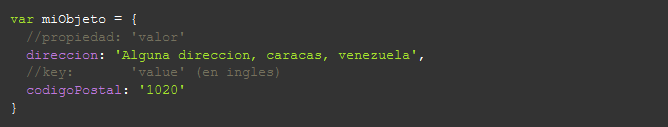 var miObjeto = {
//propiedad: 'valor'
direccion: 'Alguna direccion, caracas, venezuela',
//key: 'value' (en ingles)
codigoPostal: '1020'
}